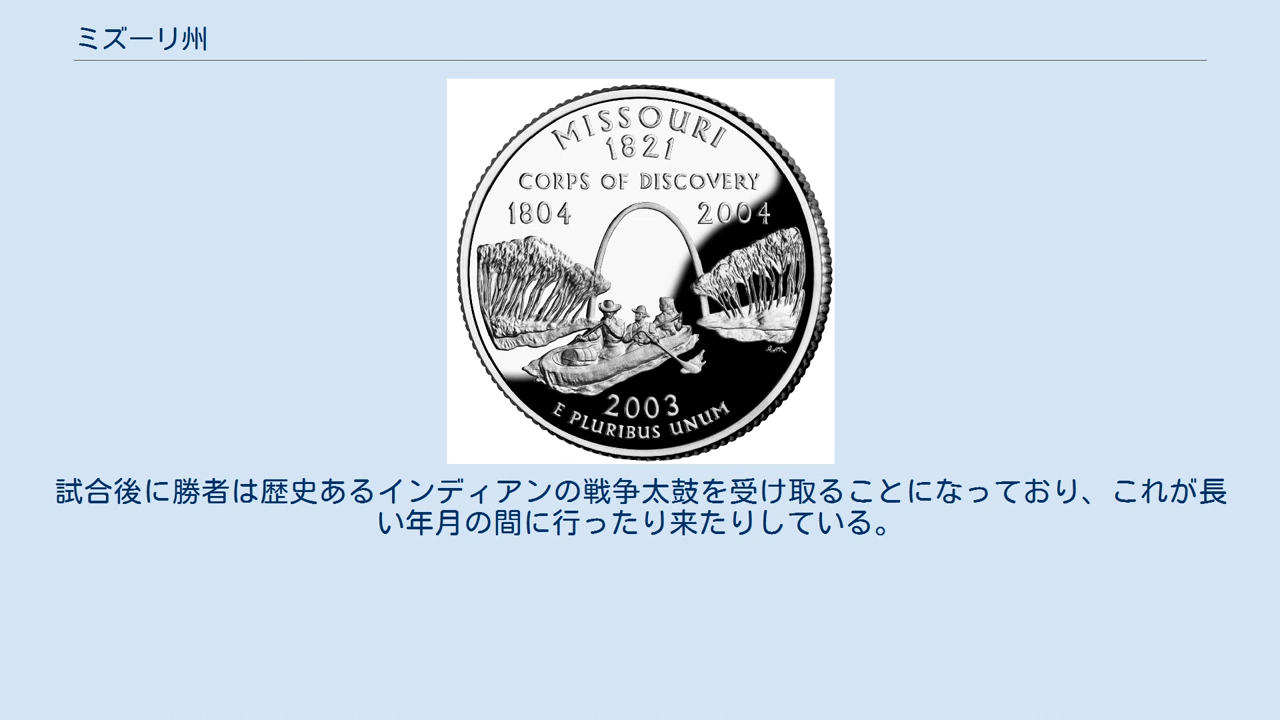 ミズーリ州
MISSOURI
1821
CORPS OF DISCOVERY
1804 2004
2003
E PLURIBUS UNUM
試合後に勝者は歴史あるインディアンの戦争太鼓を受け取ることになっており、これが長
い年月の間に行ったり来たりしている。